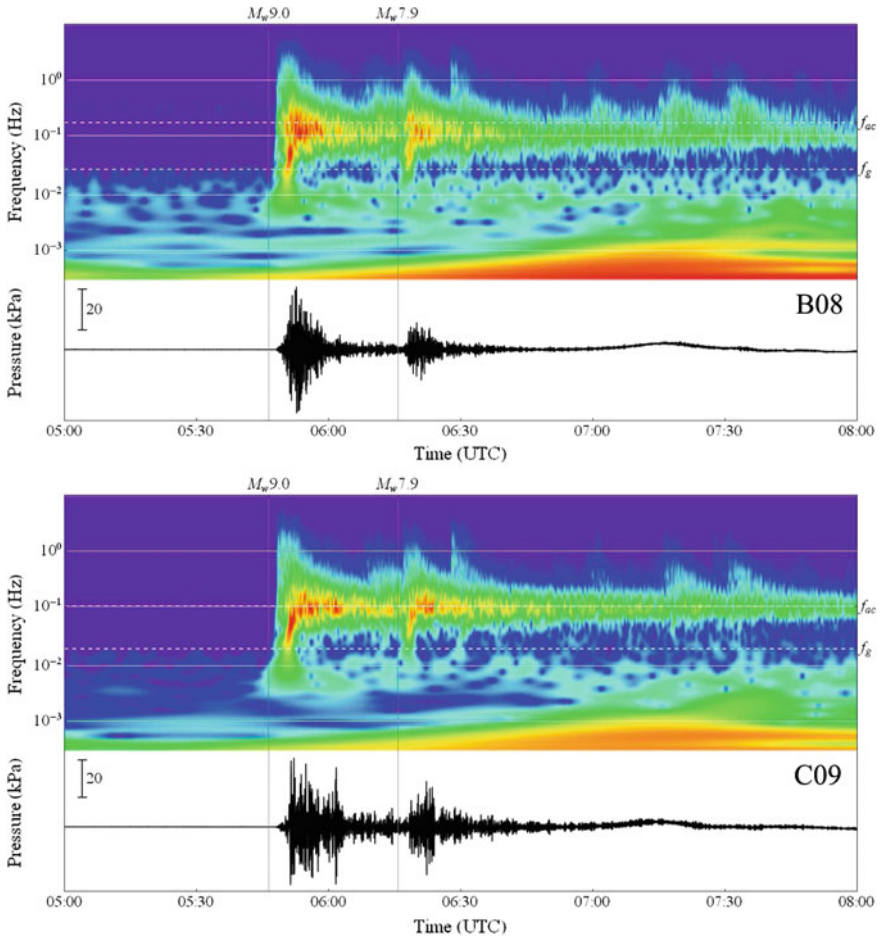 Mw9.0 Mw7.9
Frequency (Hz)
10⁰
10⁻¹
10⁻²
10⁻³
fac
fg
Pressure (kPa)
20
B08
05:00 05:30 06:00 06:30 07:00 07:30 08:00
Time (UTC)
Mw9.0 Mw7.9
Frequency (Hz)
10⁰
10⁻¹
10⁻²
10⁻³
fac
fg
Pressure (kPa)
20
C09
05:00 05:30 06:00 06:30 07:00 07:30 08:00
Time (UTC)